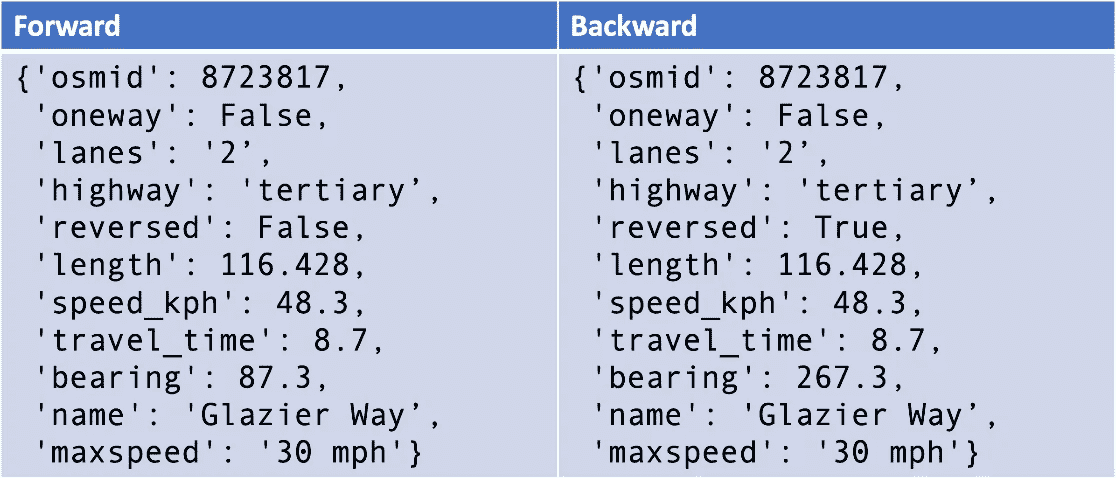 Forward
{'osmid': 8723817,
'oneway': False,
'lanes': '2’,
'highway': 'tertiary’,
'reversed': False,
'length': 116.428,
'speed_kph': 48.3,
'travel_time': 8.7,
'bearing': 87.3,
'name': 'Glazier Way’,
'maxspeed': '30 mph'}
Backward
{'osmid': 8723817,
'oneway': False,
'lanes': '2’,
'highway': 'tertiary’,
'reversed': True,
'length': 116.428,
'speed_kph': 48.3,
'travel_time': 8.7,
'bearing': 267.3,
'name': 'Glazier Way’,
'maxspeed': '30 mph'}